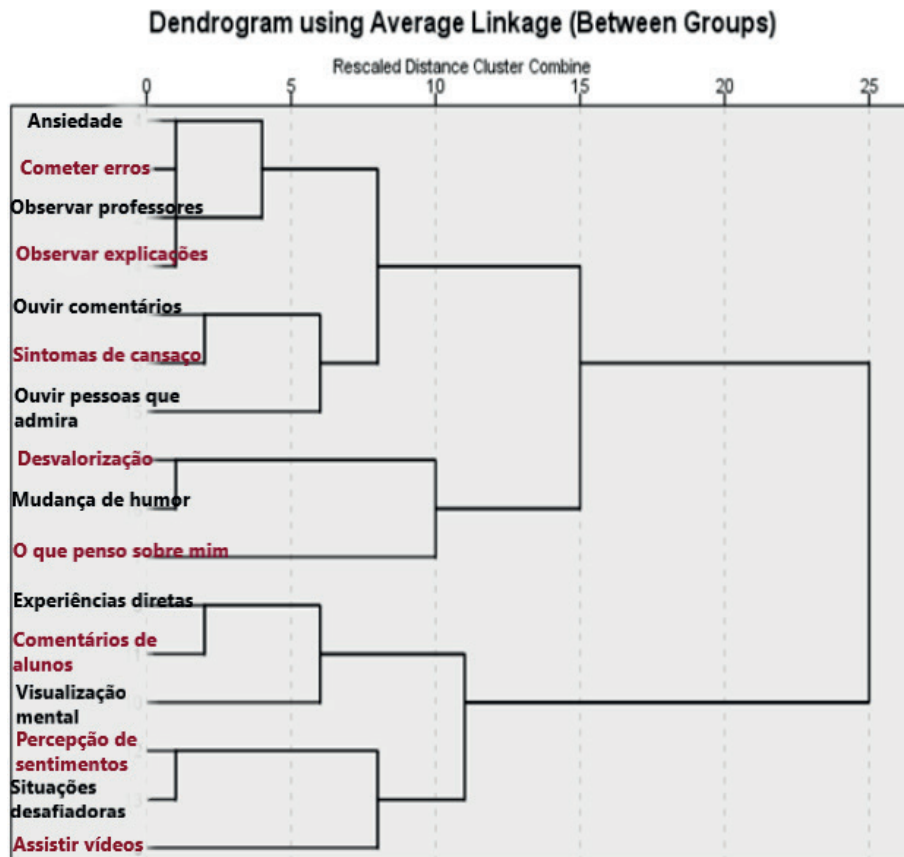 Dendrogram using Average Linkage (Between Groups)
Rescaled Distance Cluster Combine
0 5 10 15 20 25
Ansiedade
Cometer erros
Observar professores
Observar explicações
Ouvir comentários
Sintomas de cansaço
Ouvir pessoas que
admira
Desvalorização
Mudança de humor
O que penso sobre mim
Experiências diretas
Comentários de
alunos
Visualização
mental
Percepção de
sentimentos
Situações
desafiadoras
Assistir vídeos